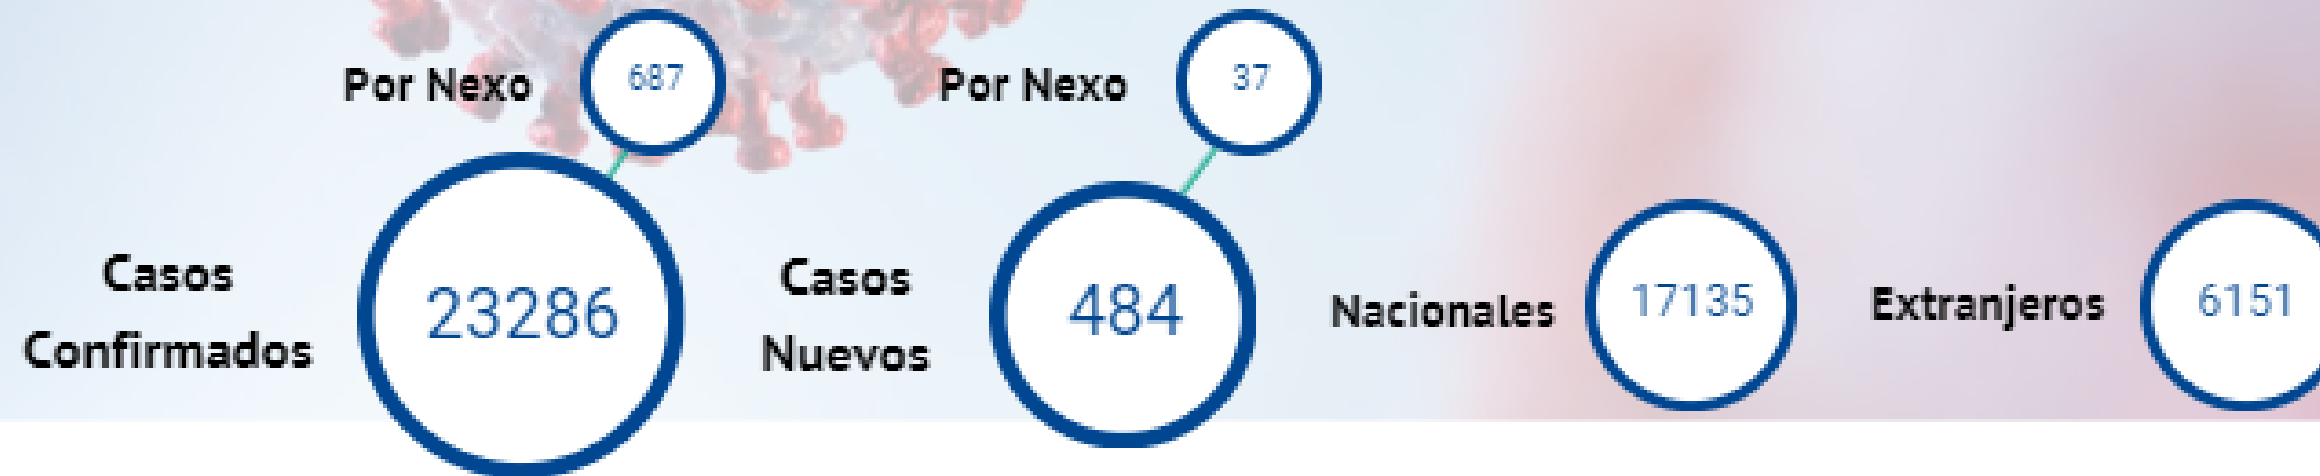 Por Nexo 687
Por Nexo 37
Casos
Confirmados
23286
Casos
Nuevos
484
Nacionales 17135
Extranjeros 6151